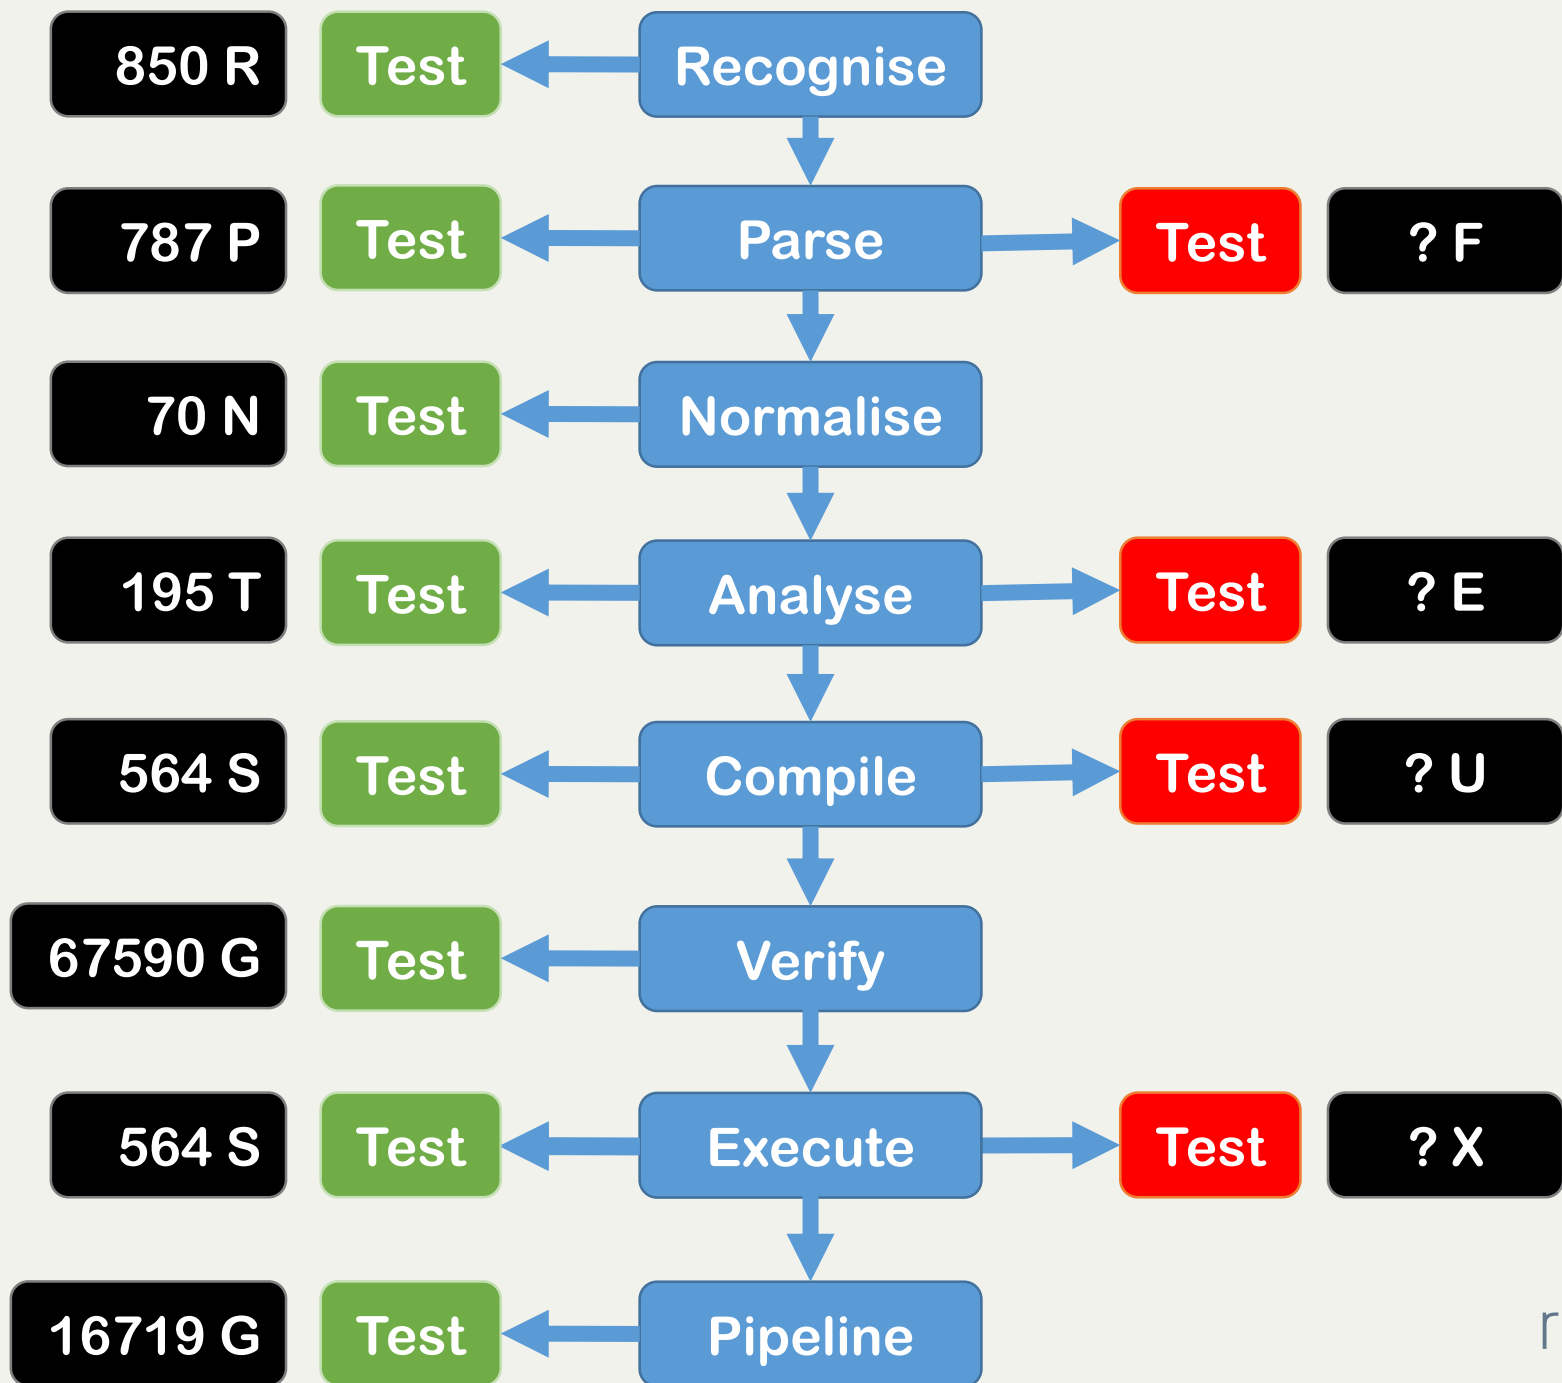 850 R Test Recognise
787 P Test Parse Test ? F
70 N Test Normalise
195 T Test Analyse Test ? E
564 S Test Compile Test ? U
67590 G Test Verify
564 S Test Execute Test ? X
16719 G Test Pipeline
r